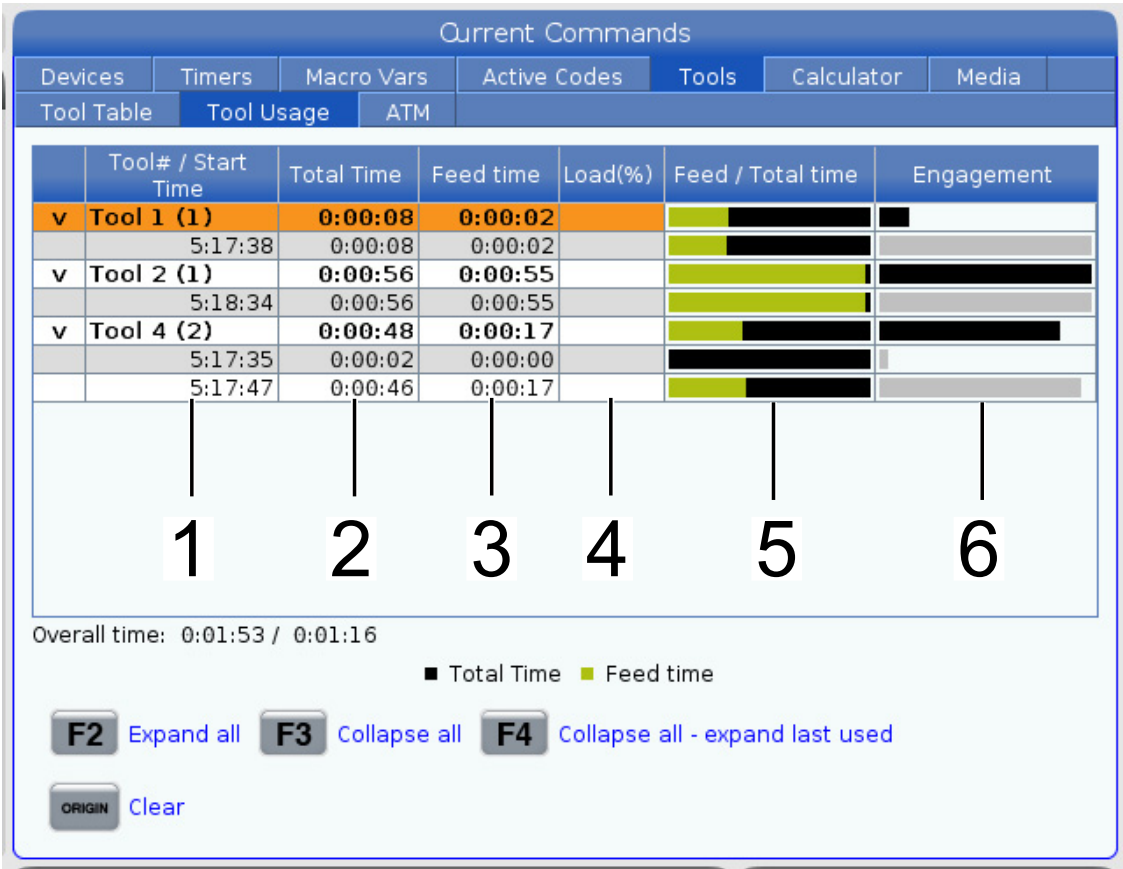 Current Commands
Devices Timers Macro Vars Active Codes Tools Calculator Media
Tool Table Tool Usage ATM
Tool# / Start Time Total Time Feed time Load(%) Feed / Total time Engagement
v Tool 1 (1) 0:00:08 0:00:02
5:17:38 0:00:08 0:00:02
v Tool 2 (1) 0:00:56 0:00:55
5:18:34 0:00:56 0:00:55
v Tool 4 (2) 0:00:48 0:00:17
5:17:35 0:00:02 0:00:00
5:17:47 0:00:46 0:00:17
1 2 3 4 5 6
Overall time: 0:01:53 / 0:01:16
Total Time Feed time
F2 Expand all F3 Collapse all F4 Collapse all - expand last used
ORIGIN Clear